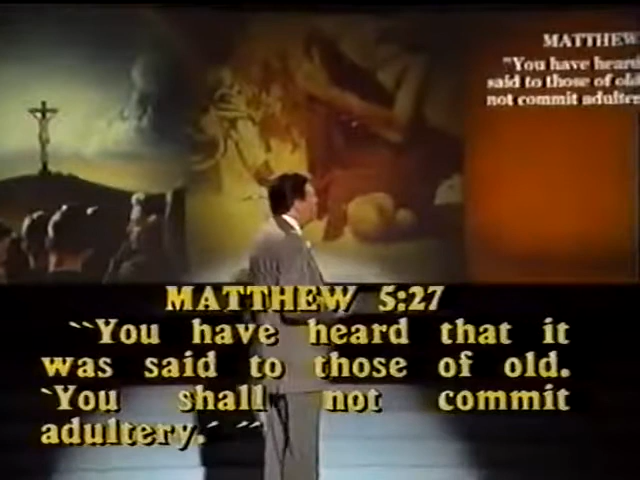 MATTHEW
"You have heard
said to those of old
not commit adulter
MATTHEW 5:27
``You have heard that it
was said to those of old.
`You shall not commit
adultery.' ''